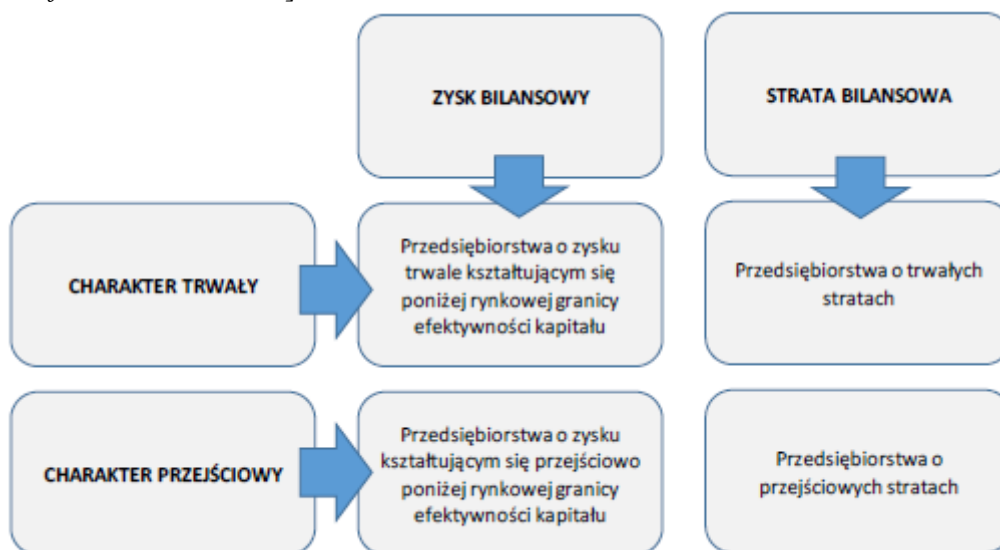 ZYSK BILANSOWY
STRATA BILANSOWA
CHARAKTER TRWAŁY
Przedsiębiorstwa o zysku
trwale kształtującym się
poniżej rynkowej granicy
efektywności kapitału
Przedsiębiorstwa o trwałych
stratach
CHARAKTER PRZEJŚCIOWY
Przedsiębiorstwa o zysku
kształtującym się przejściowo
poniżej rynkowej granicy
efektywności kapitału
Przedsiębiorstwa o
przejściowych stratach